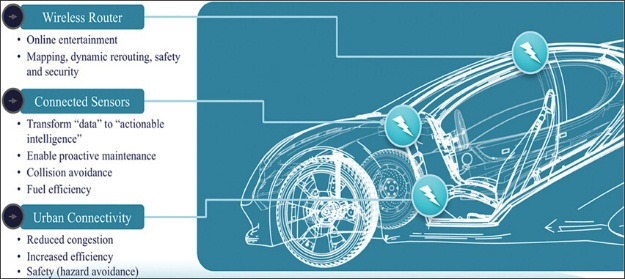 Wireless Router
• Online entertainment
• Mapping, dynamic rerouting, safety
and security
Connected Sensors
• Transform “data” to “actionable
intelligence”
• Enable proactive maintenance
• Collision avoidance
• Fuel efficiency
Urban Connectivity
• Reduced congestion
• Increased efficiency
• Safety (hazard avoidance)